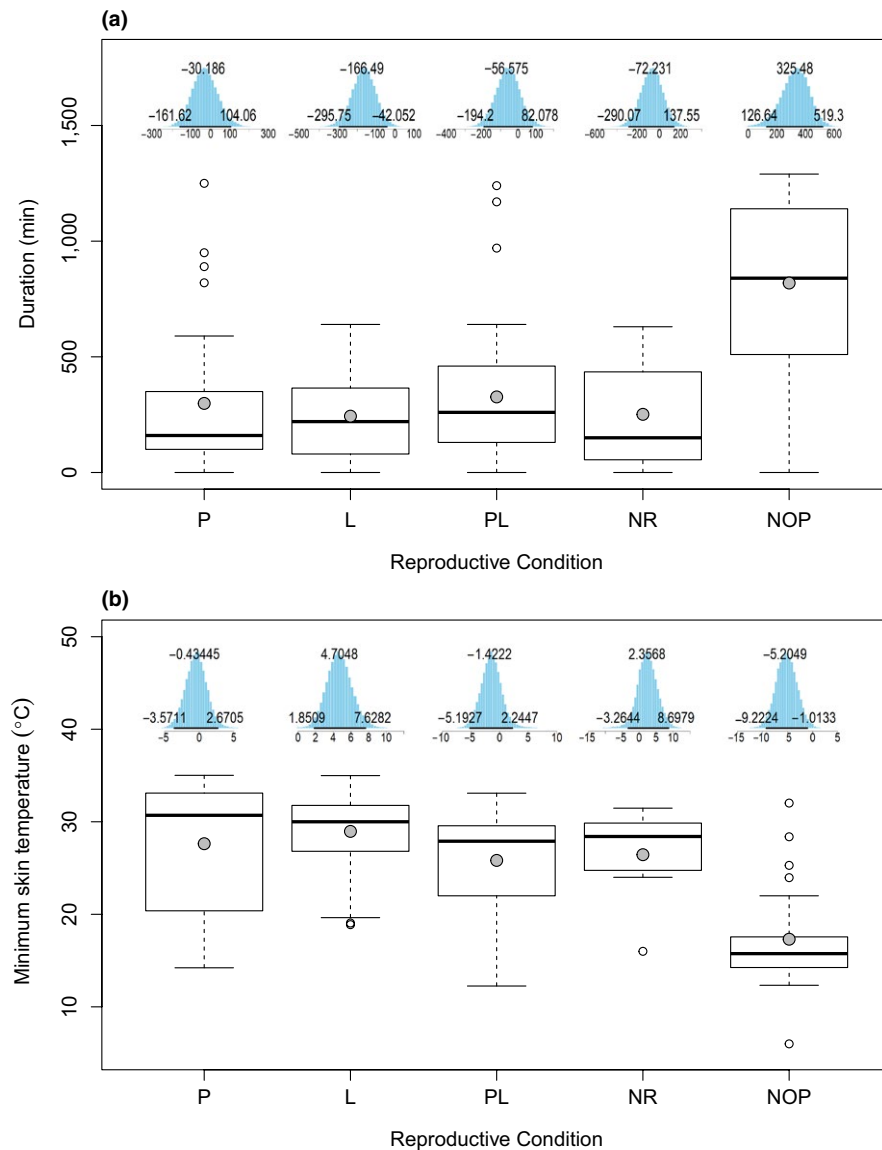 (a)
−30.186 −166.49 −56.575 −72.231 325.48
−161.62 104.06 −295.75 −42.052 −194.2 82.078 −290.07 137.55 126.64 519.3
−300 −200 −100 0 100 300 −500 −300 −100 0 100 −400 −200 0 100 −600 −200 0 200 0 200 400 600
1,500
1,000
500
0
Duration (min)
P L PL NR NOP
Reproductive Condition
(b)
50
−0.43445 4.7048 −1.4222 2.3568 −5.2049
−3.5711 2.6705 1.8509 7.6282 −5.1927 2.2447 −3.2644 8.6979 −9.2224 −1.0133
−5 0 5 0 2 4 6 8 10 −10 −5 0 5 10 −15 −5 0 5 10 −15 −10 5 0 5
40
30
20
10
Minimum skin temperature (°C)
P L PL NR NOP
Reproductive Condition